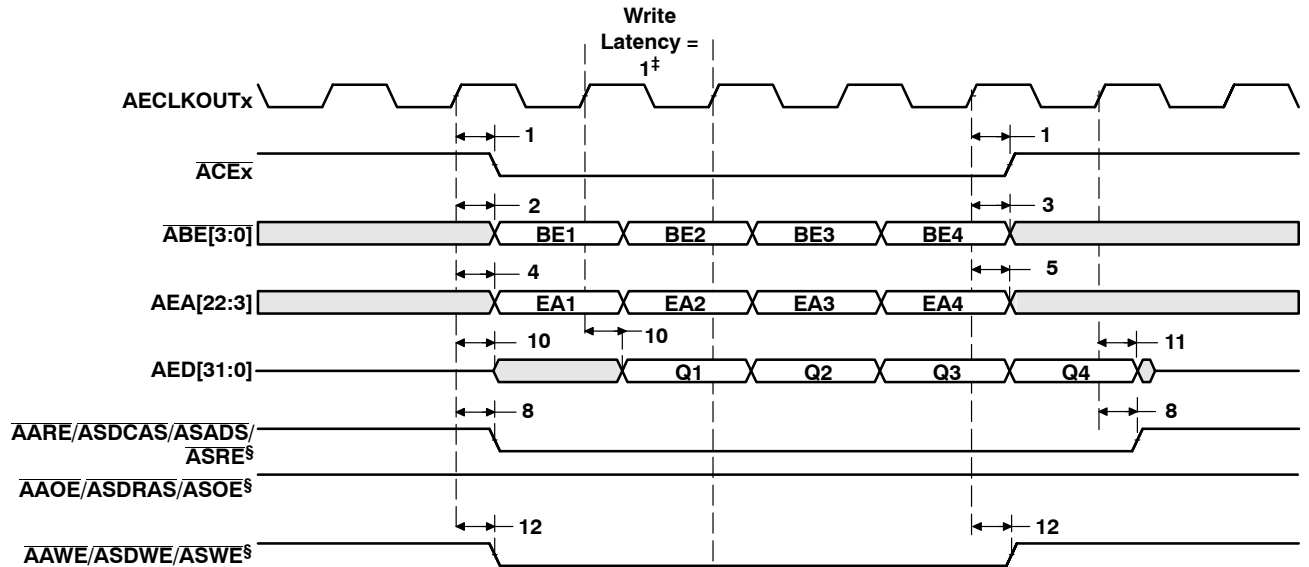 Write
Latency =
1‡
AECLKOUTx
1
1
ACEx
2
3
ABE[3:0]
BE1
BE2
BE3
BE4
4
5
AEA[22:3]
EA1
EA2
EA3
EA4
10
10
11
AED[31:0]
Q1
Q2
Q3
Q4
8
8
AARE/ASDCAS/ASADS/
ASRE§
AAOE/ASDRAS/ASOE§
12
12
AAWE/ASDWE/ASWE§